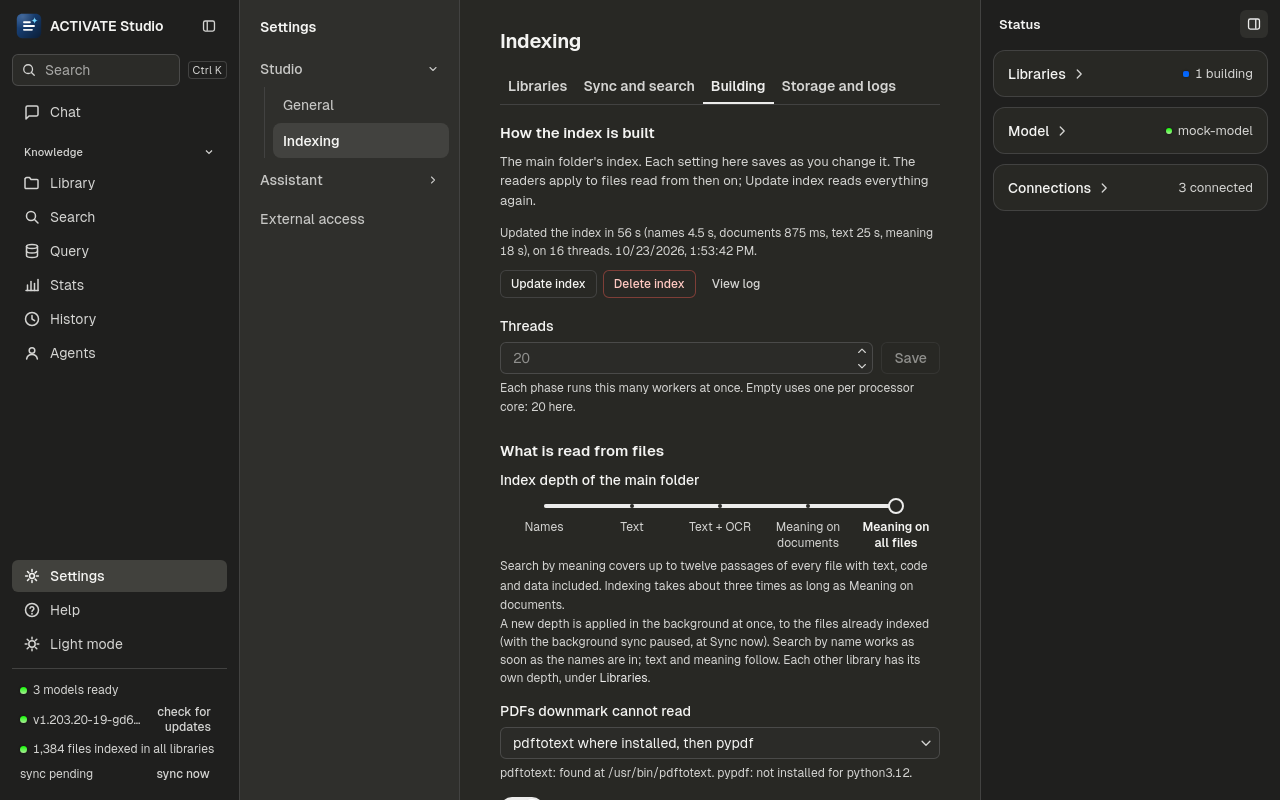 ACTIVATE Studio
Search
Ctrl K
Chat
Knowledge
Library
Search
Query
Stats
History
Agents
Settings
Help
Light mode
3 models ready
v1.203.20-19-gd6…
check for
updates
1,384 files indexed in all libraries
sync pending
sync now
Settings
Studio
General
Indexing
Assistant
External access
Indexing
Libraries
Sync and search
Building
Storage and logs
How the index is built
The main folder's index. Each setting here saves as you change it. The
readers apply to files read from then on; Update index reads everything
again.
Updated the index in 56 s (names 4.5 s, documents 875 ms, text 25 s, meaning
18 s), on 16 threads. 10/23/2026, 1:53:42 PM.
Update index
Delete index
View log
Threads
20
Save
Each phase runs this many workers at once. Empty uses one per processor
core: 20 here.
What is read from files
Index depth of the main folder
Names
Text
Text + OCR
Meaning on
documents
Meaning on
all files
Search by meaning covers up to twelve passages of every file with text, code
and data included. Indexing takes about three times as long as Meaning on
documents.
A new depth is applied in the background at once, to the files already indexed
(with the background sync paused, at Sync now). Search by name works as
soon as the names are in; text and meaning follow. Each other library has its
own depth, under Libraries.
PDFs downmark cannot read
pdftotext where installed, then pypdf
pdftotext: found at /usr/bin/pdftotext. pypdf: not installed for python3.12.
Status
Libraries
1 building
Model
mock-model
Connections
3 connected